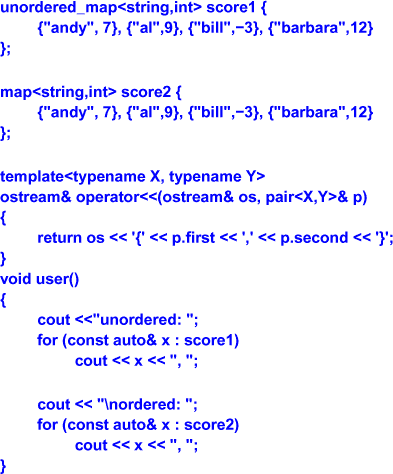 unordered_map<string,int> score1 {
{"andy", 7}, {"al",9}, {"bill",−3}, {"barbara",12}
};
map<string,int> score2 {
{"andy", 7}, {"al",9}, {"bill",−3}, {"barbara",12}
};
template<typename X, typename Y>
ostream& operator<<(ostream& os, pair<X,Y>& p)
{
return os << '{' << p.first << ',' << p.second << '}';
}
void user()
{
cout <<"unordered: ";
for (const auto& x : score1)
cout << x << ", ";
cout << "\nordered: ";
for (const auto& x : score2)
cout << x << ", ";
}